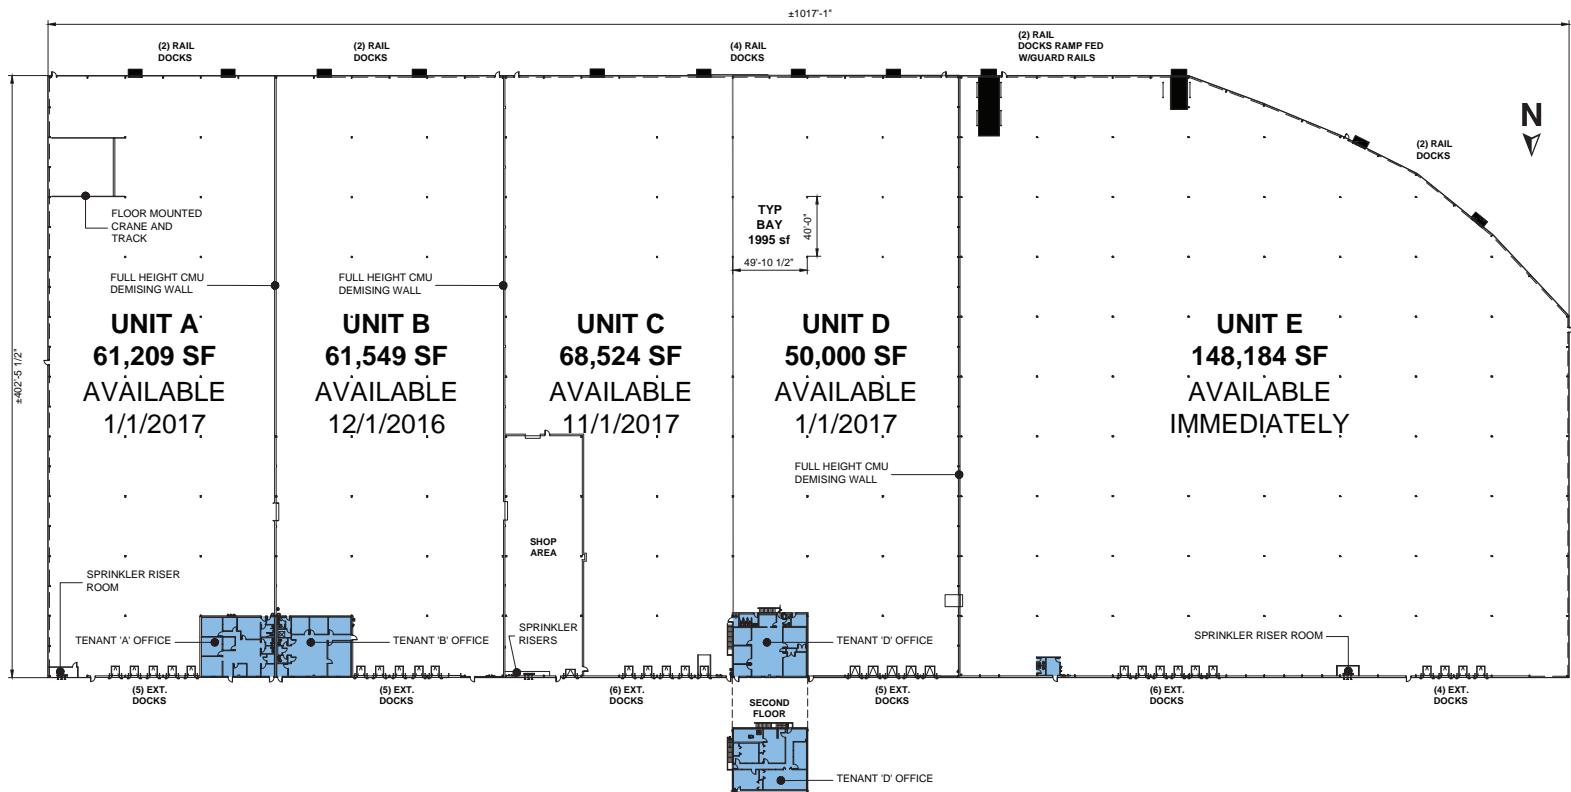 ±1017'-1"
(2) RAIL
DOCKS
(2) RAIL
DOCKS
(4) RAIL
DOCKS
(2) RAIL
DOCKS RAMP FED
W/GUARD RAILS
(2) RAIL
DOCKS
N
±402'-5 1/2"
FLOOR MOUNTED
CRANE AND
TRACK
TYP
BAY
1995 sf
40'-0"
49'-10 1/2"
FULL HEIGHT CMU
DEMISING WALL
FULL HEIGHT CMU
DEMISING WALL
UNIT A
61,209 SF
AVAILABLE
1/1/2017
UNIT B
61,549 SF
AVAILABLE
12/1/2016
UNIT C
68,524 SF
AVAILABLE
11/1/2017
UNIT D
50,000 SF
AVAILABLE
1/1/2017
UNIT E
148,184 SF
AVAILABLE
IMMEDIATELY
FULL HEIGHT CMU
DEMISING WALL
SHOP
AREA
SPRINKLER RISER
ROOM
TENANT 'A' OFFICE
TENANT 'B' OFFICE
SPRINKLER
RISERS
TENANT 'D' OFFICE
SPRINKLER RISER ROOM
(5) EXT.
DOCKS
(5) EXT.
DOCKS
(6) EXT.
DOCKS
(5) EXT.
DOCKS
(6) EXT.
DOCKS
(4) EXT.
DOCKS
SECOND
FLOOR
TENANT 'D' OFFICE